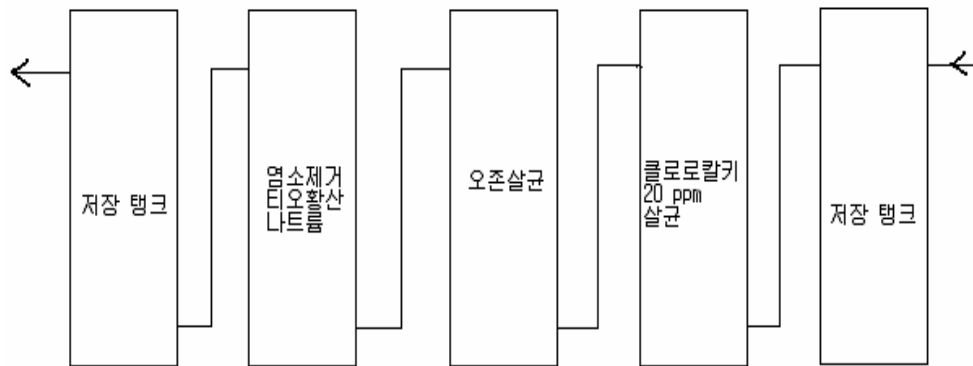 저장 탱크
염소제거
티오황산
나트륨
오존살균
클로로칼키
20 ppm
살균
저장 탱크